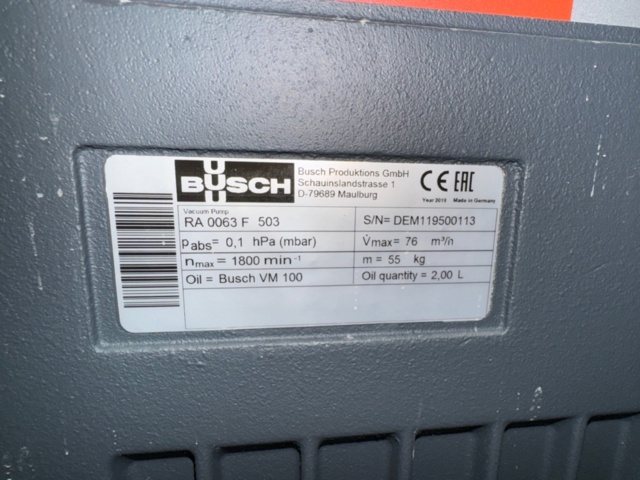 BUSCH
Busch Produktions GmbH
Schauinslandstrasse 1
D-79689 Maulburg
CE EAC
Year 2013 Made in Germany
Vacuum Pump
RA 0063 F 503
S/N= DEM119500113
pabs= 0,1 hPa (mbar)
V̇max= 76 m³/h
nmax= 1800 min⁻¹
m = 55 kg
Oil = Busch VM 100
Oil quantity = 2,00 L